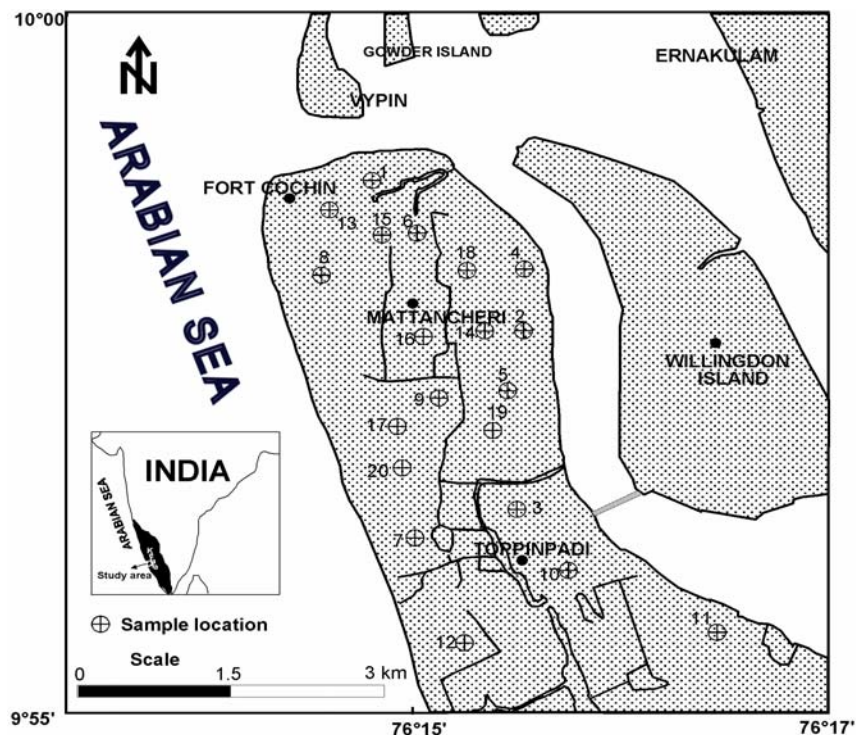 10°00
GOWDER ISLAND
ERNAKULAM
N
VYPIN
ARABIAN SEA
1
FORT COCHIN
13
15
6
8
18
4
MATTANCHERI
16
14
2
WILLINGDON
ISLAND
5
9
19
17
20
INDIA
ARABIAN SEA
Study area
3
7
TOPPINPADI
10
Sample location
11
12
Scale
0
1.5
3 km
9°55'
76°15'
76°17'